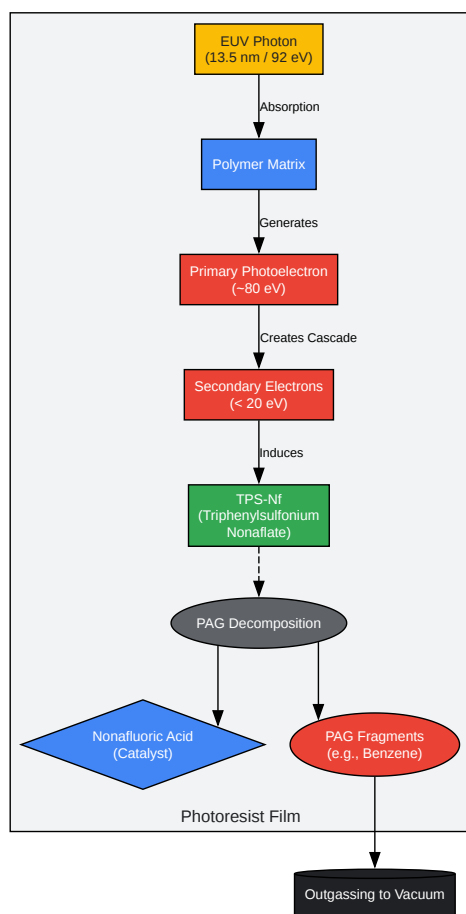 EUV Photon
(13.5 nm / 92 eV)
Absorption
Polymer Matrix
Generates
Primary Photoelectron
(~80 eV)
Creates Cascade
Secondary Electrons
(< 20 eV)
Induces
TPS-Nf
(Triphenylsulfonium
Nonaflate)
PAG Decomposition
Nonafluoric Acid
(Catalyst)
PAG Fragments
(e.g., Benzene)
Photoresist Film
Outgassing to Vacuum